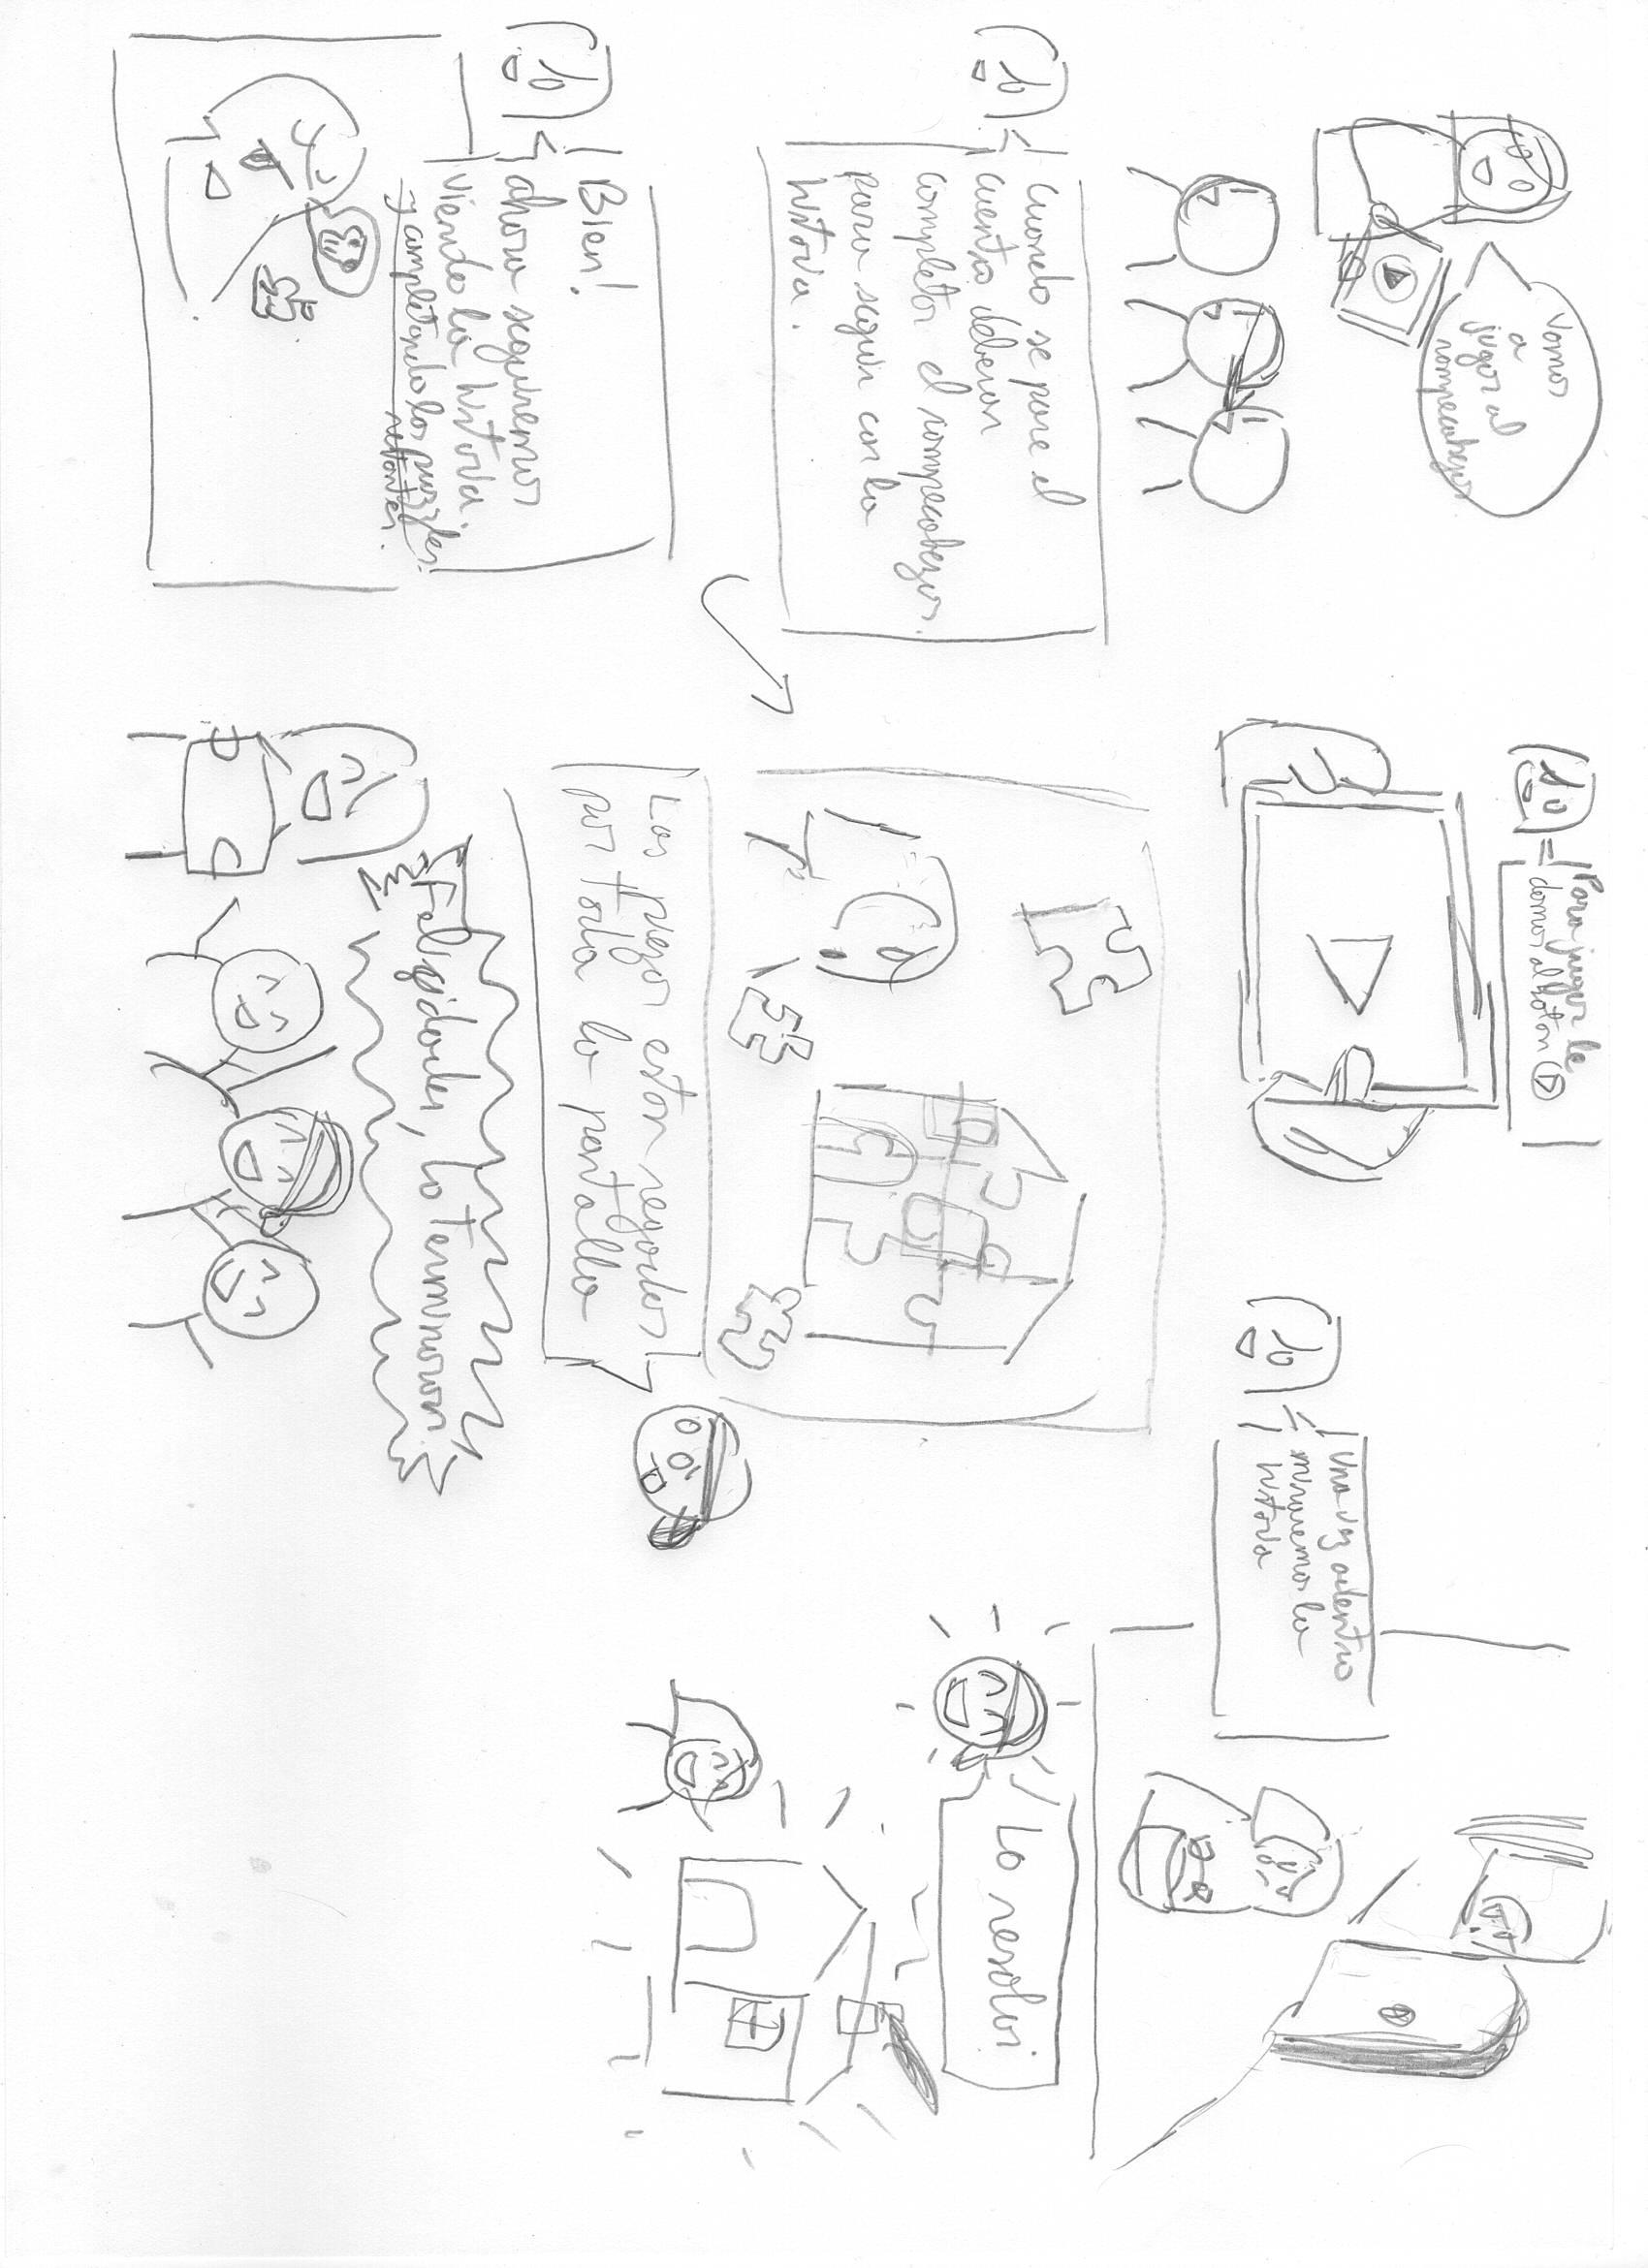 Vamos
a
jugar al
rompecabezas
Para jugar le
damos al boton
Una vez adentro
miraremos la
historia
Cuando se pare el
cuento deberan
completar el rompecabezas
para seguir con la
historia.
Las piezas estan regadas
por toda la pantalla
Lo resolvi
Bien!
ahora seguiremos
viendo la historia.
y completando los puzzles
restantes.
Felicidades, lo terminaron